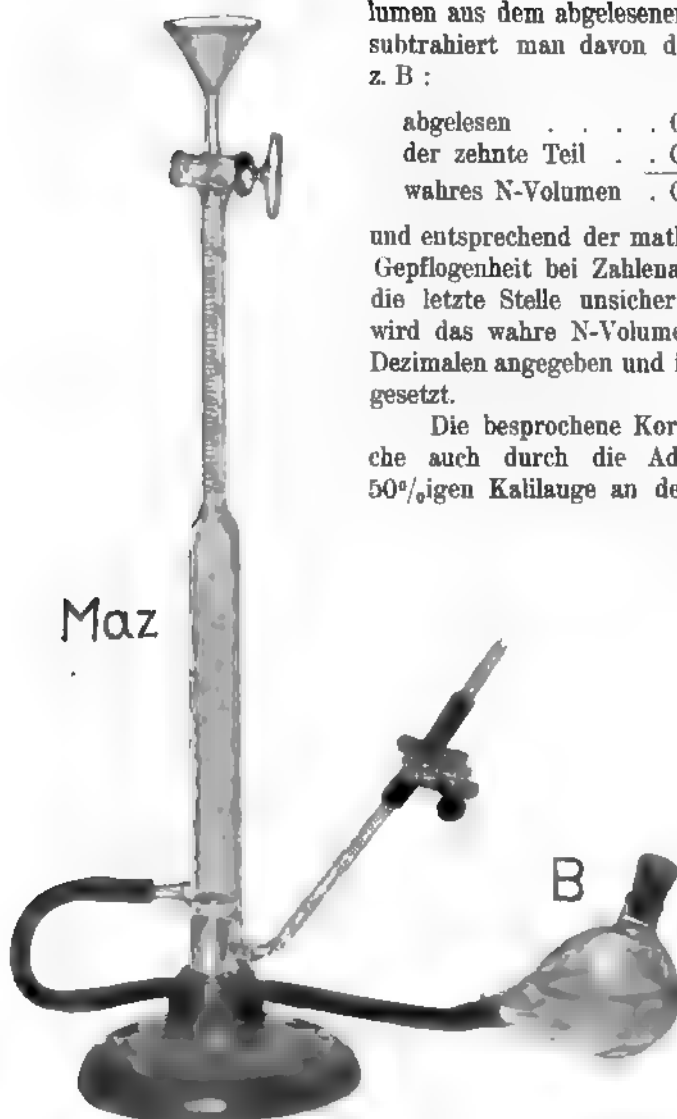 lumen aus dem abgelesenen
subtrahiert man davon d
z. B :
abgelesen . . . .
der zehnte Teil . .
wahres N-Volumen .
und entsprechend der math
Gepflogenheit bei Zahlena
die letzte Stelle unsicher
wird das wahre N-Volume
Dezimalen angegeben und i
gesetzt.
Die besprochene Kor
che auch durch die Ad
50%igen Kalilauge an de
Maz
B